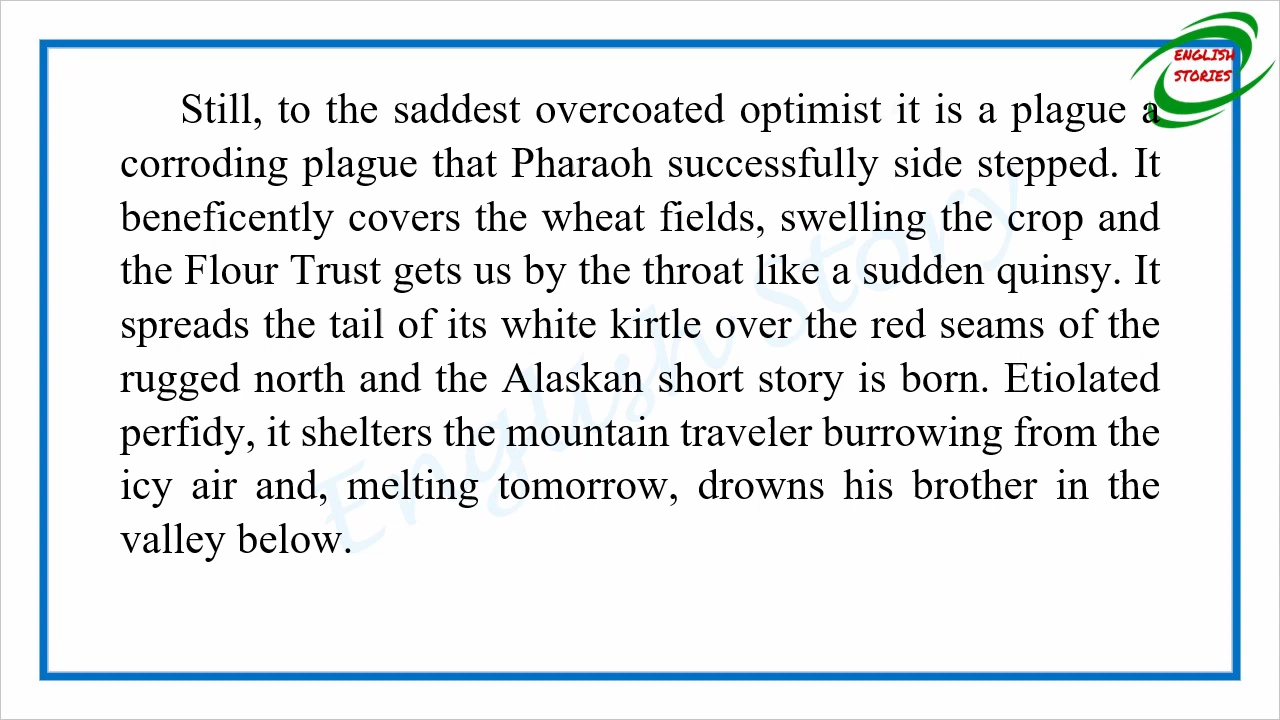 ENGLISH
STORIES
Still, to the saddest overcoated optimist it is a plague a
corroding plague that Pharaoh successfully side stepped. It
beneficently covers the wheat fields, swelling the crop and
the Flour Trust gets us by the throat like a sudden quinsy. It
spreads the tail of its white kirtle over the red seams of the
rugged north and the Alaskan short story is born. Etiolated
perfidy, it shelters the mountain traveler burrowing from the
icy air and, melting tomorrow, drowns his brother in the
valley below.
English Story